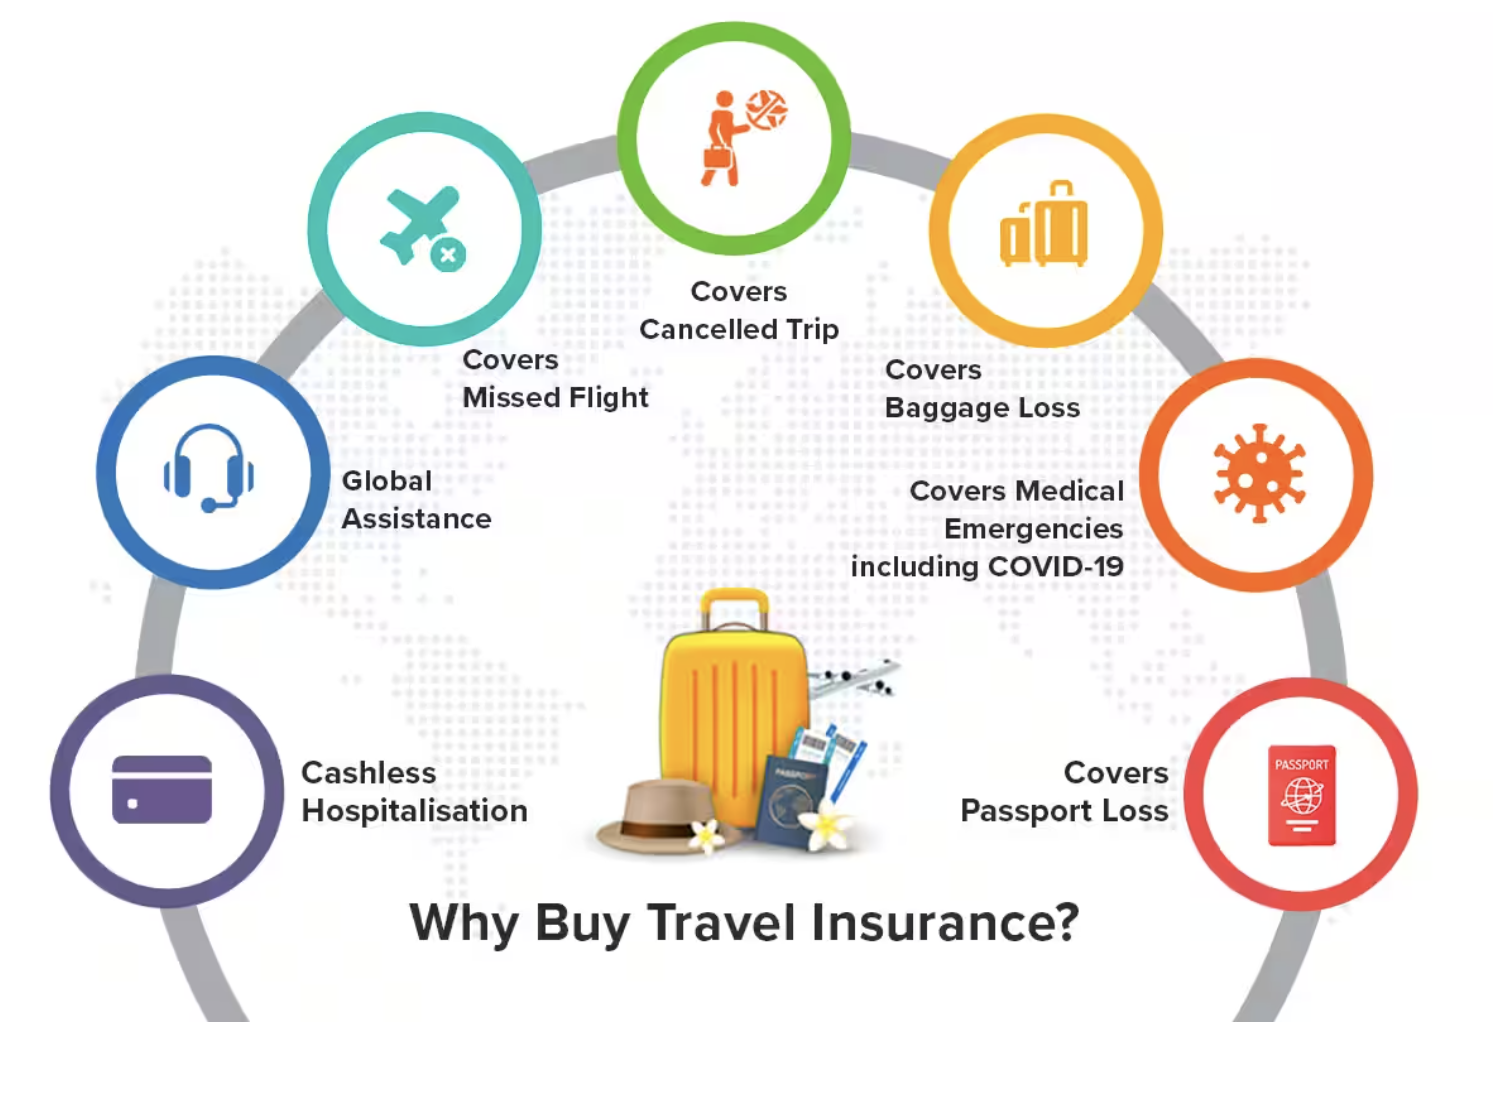 Covers
Cancelled Trip
Covers
Missed Flight
Covers
Baggage Loss
Global
Assistance
Covers Medical
Emergencies
including COVID-19
Cashless
Hospitalisation
Covers
Passport Loss
PASSPORT
PASSPORT
Why Buy Travel Insurance?